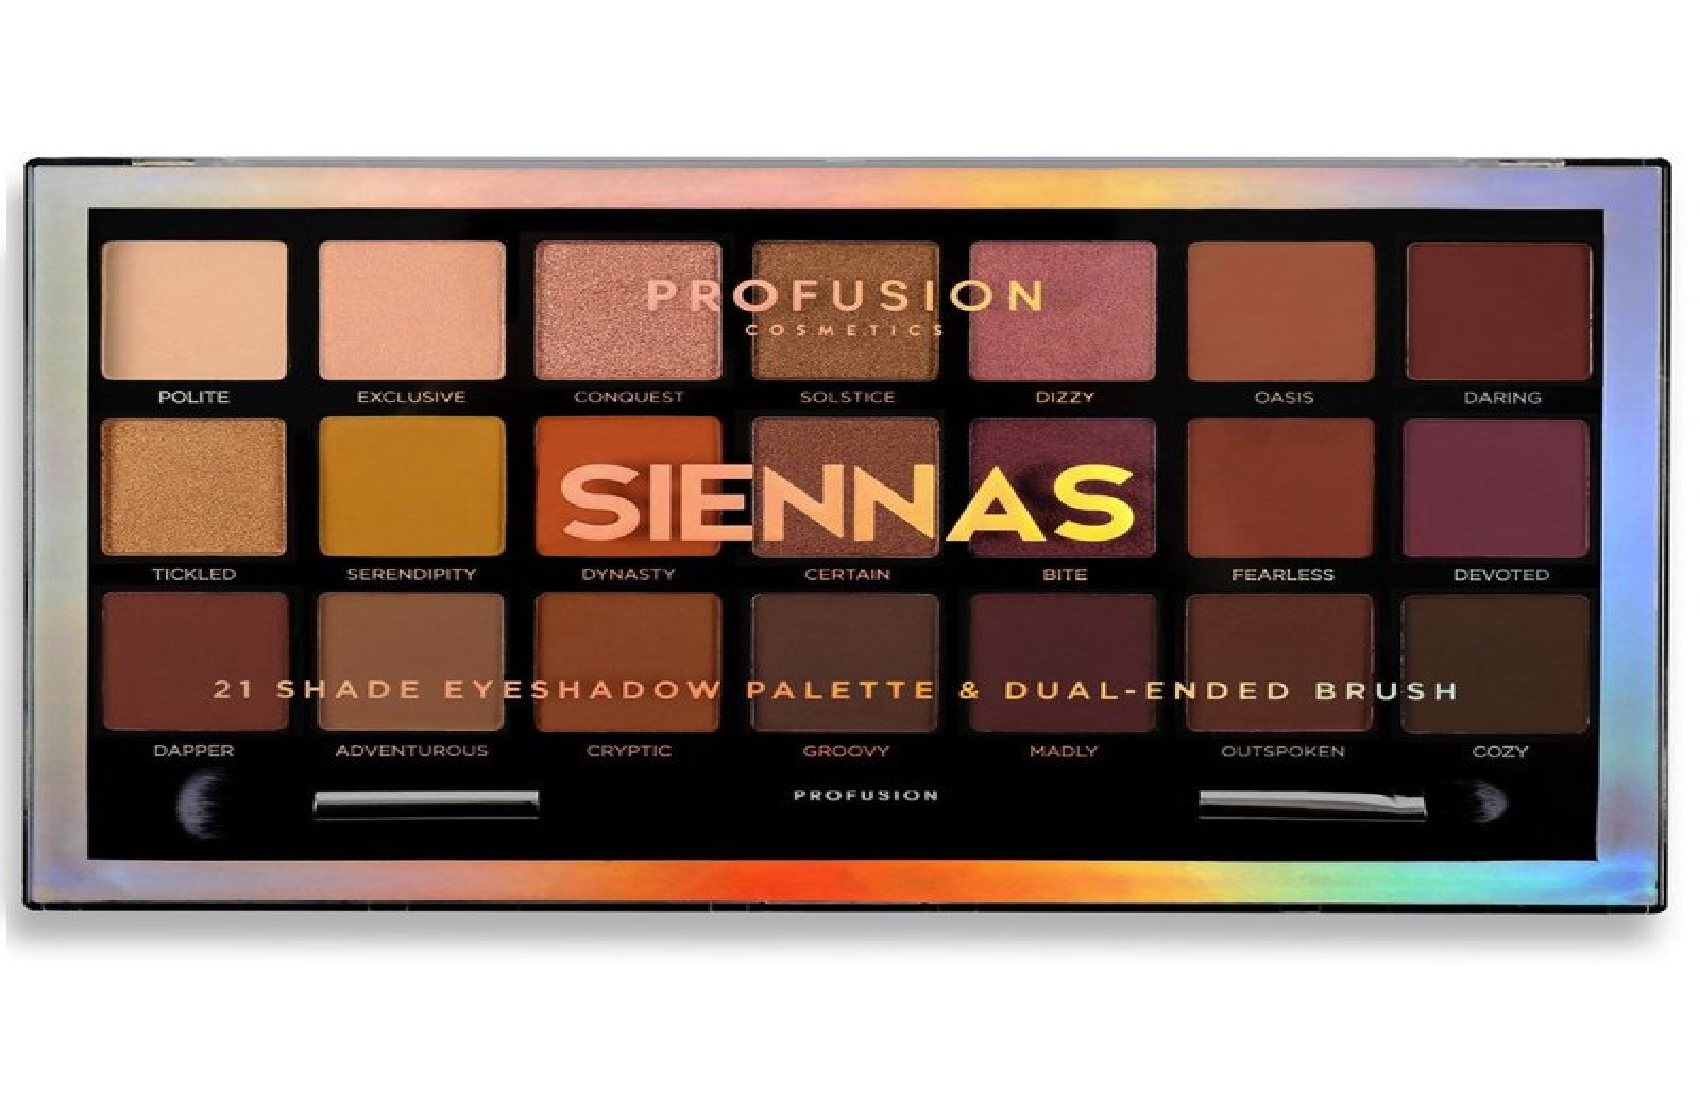 PROFUSION
COSMETICS
POLITE EXCLUSIVE CONQUEST SOLSTICE DIZZY OASIS DARING
SIENNAS
TICKLED SERENDIPITY DYNASTY CERTAIN BITE FEARLESS DEVOTED
21 SHADE EYESHADOW PALETTE & DUAL-ENDED BRUSH
DAPPER ADVENTUROUS CRYPTIC GROOVY MADLY OUTSPOKEN COZY
PROFUSION